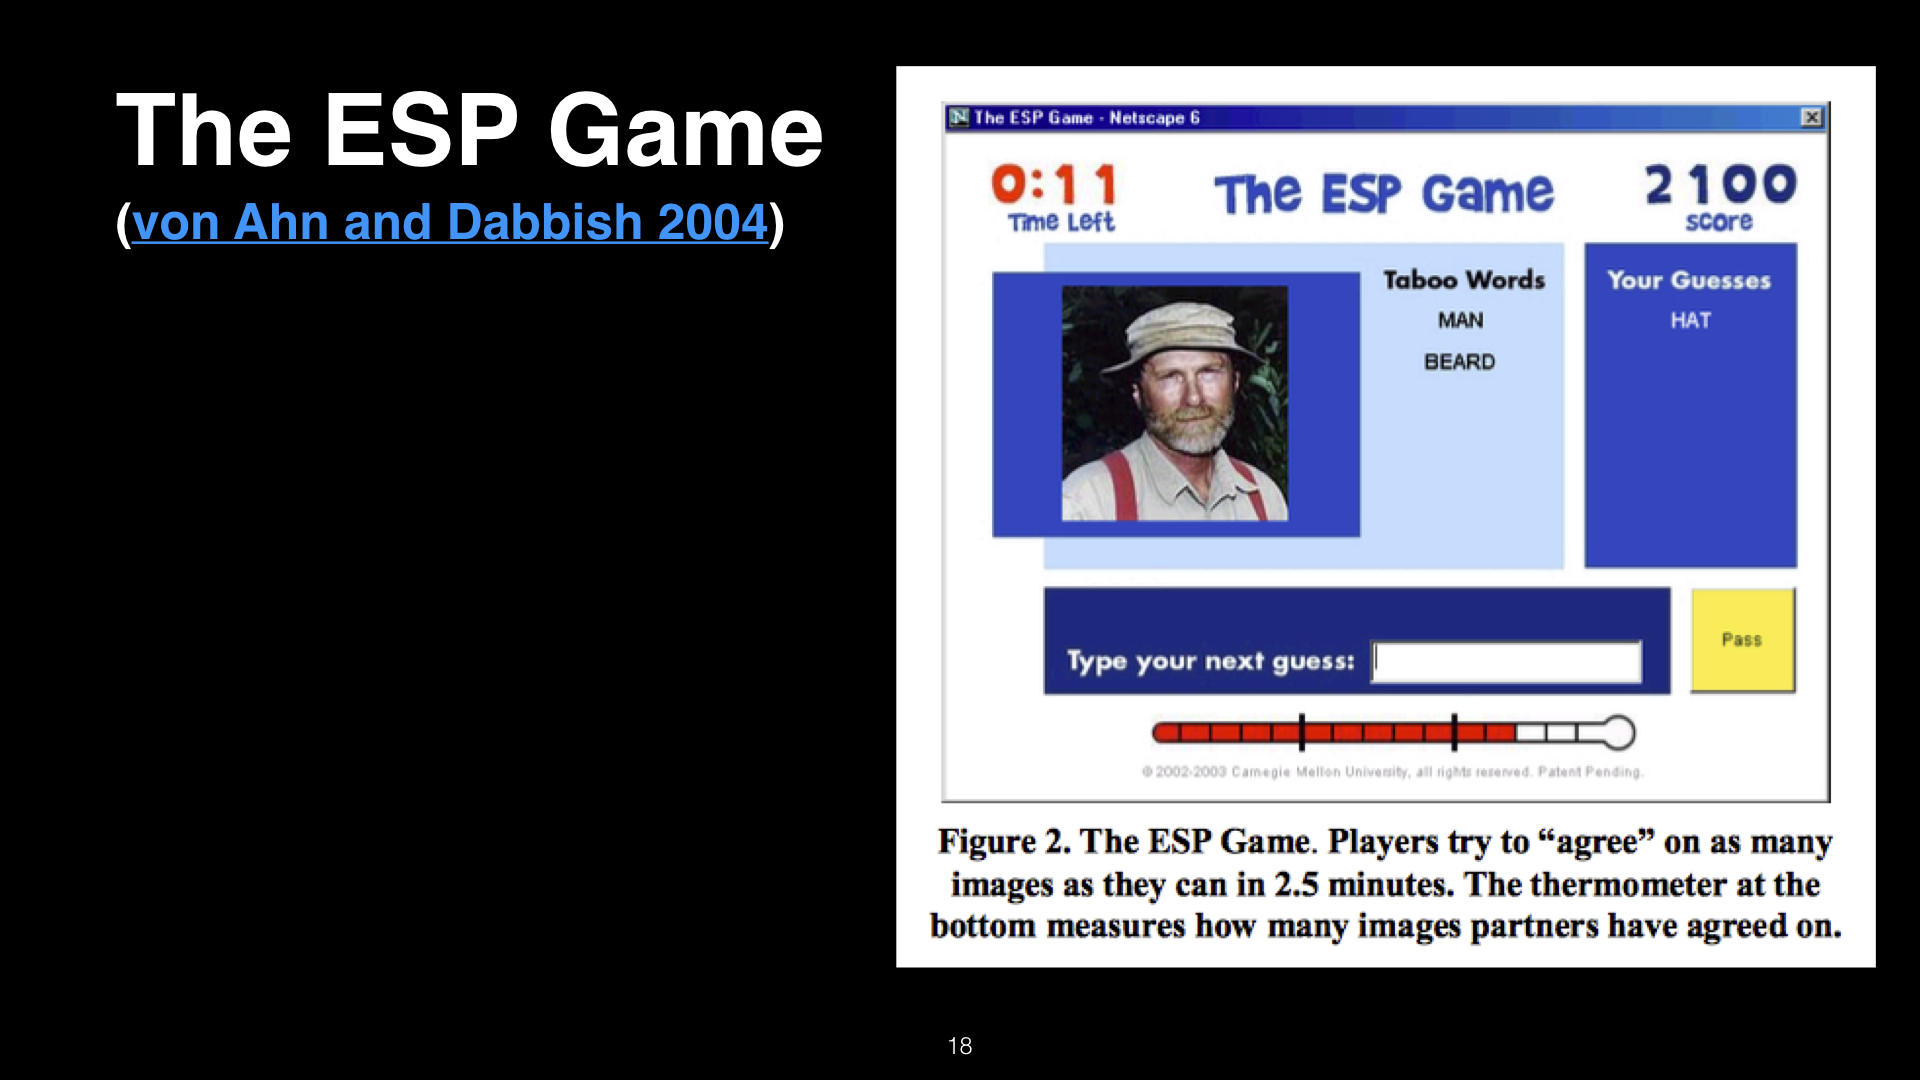 The ESP Game
(von Ahn and Dabbish 2004)
The ESP Game - Netscape 6
0:11
Time Left
The ESP Game
2100
score
Taboo Words
MAN
BEARD
Your Guesses
HAT
Type your next guess:
Pass
© 2002-2003 Carnegie Mellon University, all rights reserved. Patent Pending.
Figure 2. The ESP Game. Players try to “agree” on as many
images as they can in 2.5 minutes. The thermometer at the
bottom measures how many images partners have agreed on.
18